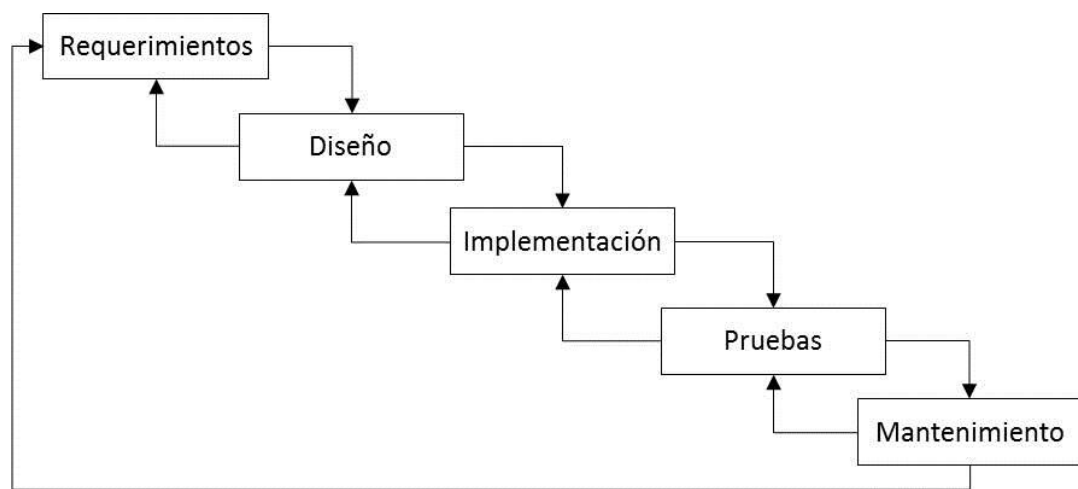 Requerimientos
Diseño
Implementación
Pruebas
Mantenimiento